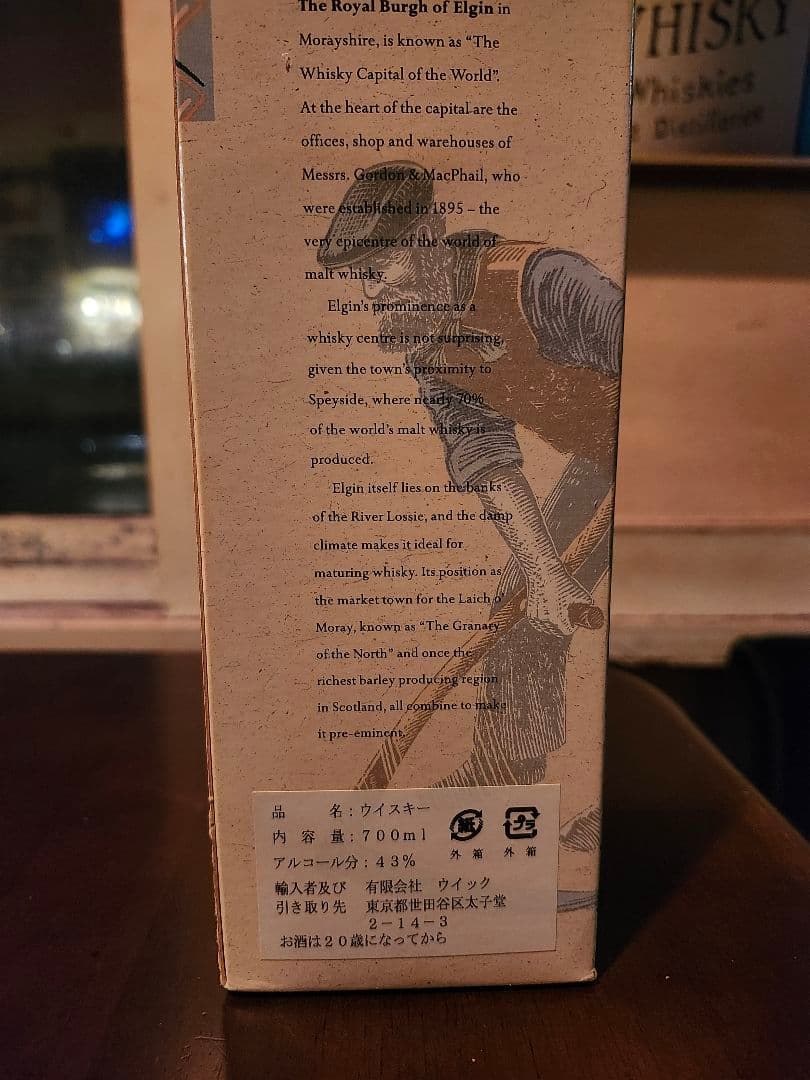 The Royal Burgh of Elgin in
Morayshire, is known as “The
Whisky Capital of the World”.
At the heart of the capital are the
offices, shop and warehouses of
Messrs. Gordon & MacPhail, who
were established in 1895 – the
very epicentre of the world of
malt whisky.
Elgin’s prominence as a
whisky centre is not surprising,
given the town’s proximity to
Speyside, where nearly 70%
of the world’s malt whisky is
produced.
Elgin itself lies on the banks
of the River Lossie, and the damp
climate makes it ideal for
maturing whisky. Its position as
the market town for the Laich o’
Moray, known as “The Granary
of the North” and once the
richest barley producing region
in Scotland, all combine to make
it pre-eminent.
品名:ウイスキー
内容量:700ml
アルコール分:43%
紙 プラ
外箱 外箱
輸入者及び 有限会社 ウイック
引き取り先 東京都世田谷区太子堂
2-14-3
お酒は20歳になってから
WHISKY
Whiskies
Distilleries